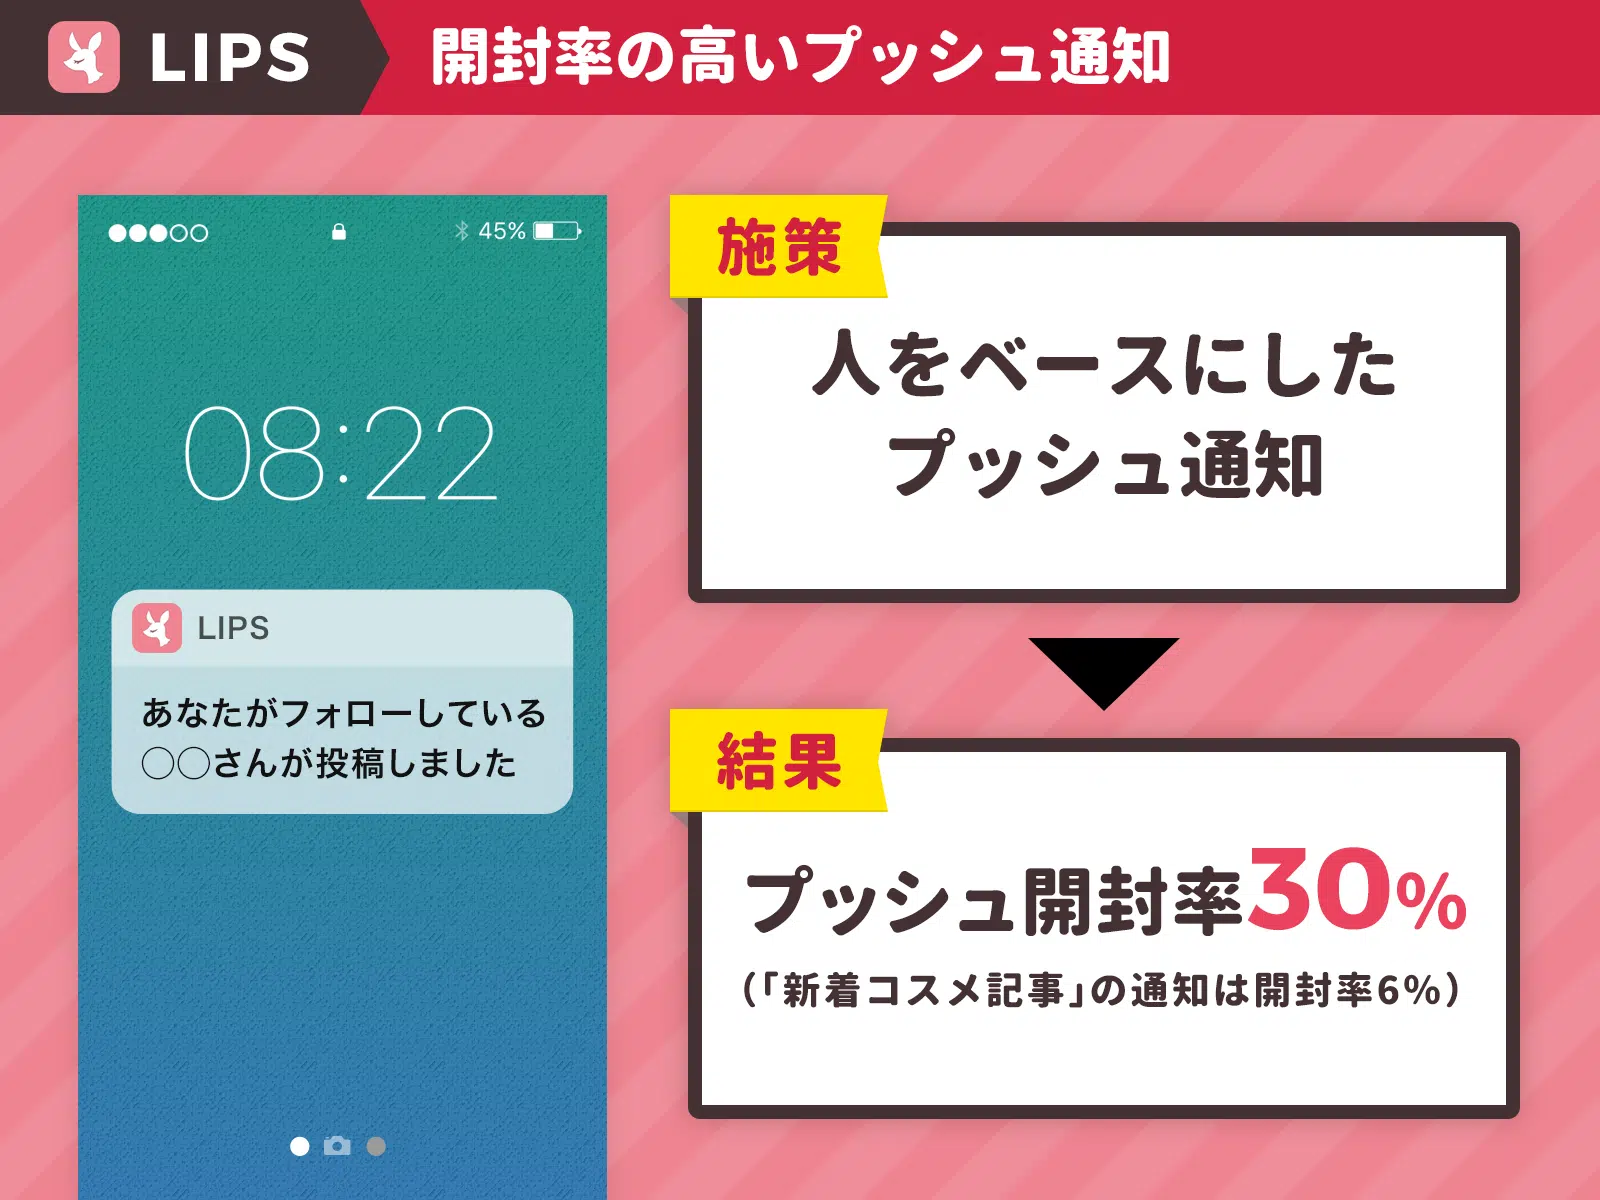 LIPS
開封率の高いプッシュ通知
45%
08:22
LIPS
あなたがフォローしている
◯◯さんが投稿しました
施策
人をベースにした
プッシュ通知
結果
プッシュ開封率30%
(「新着コスメ記事」の通知は開封率6%)